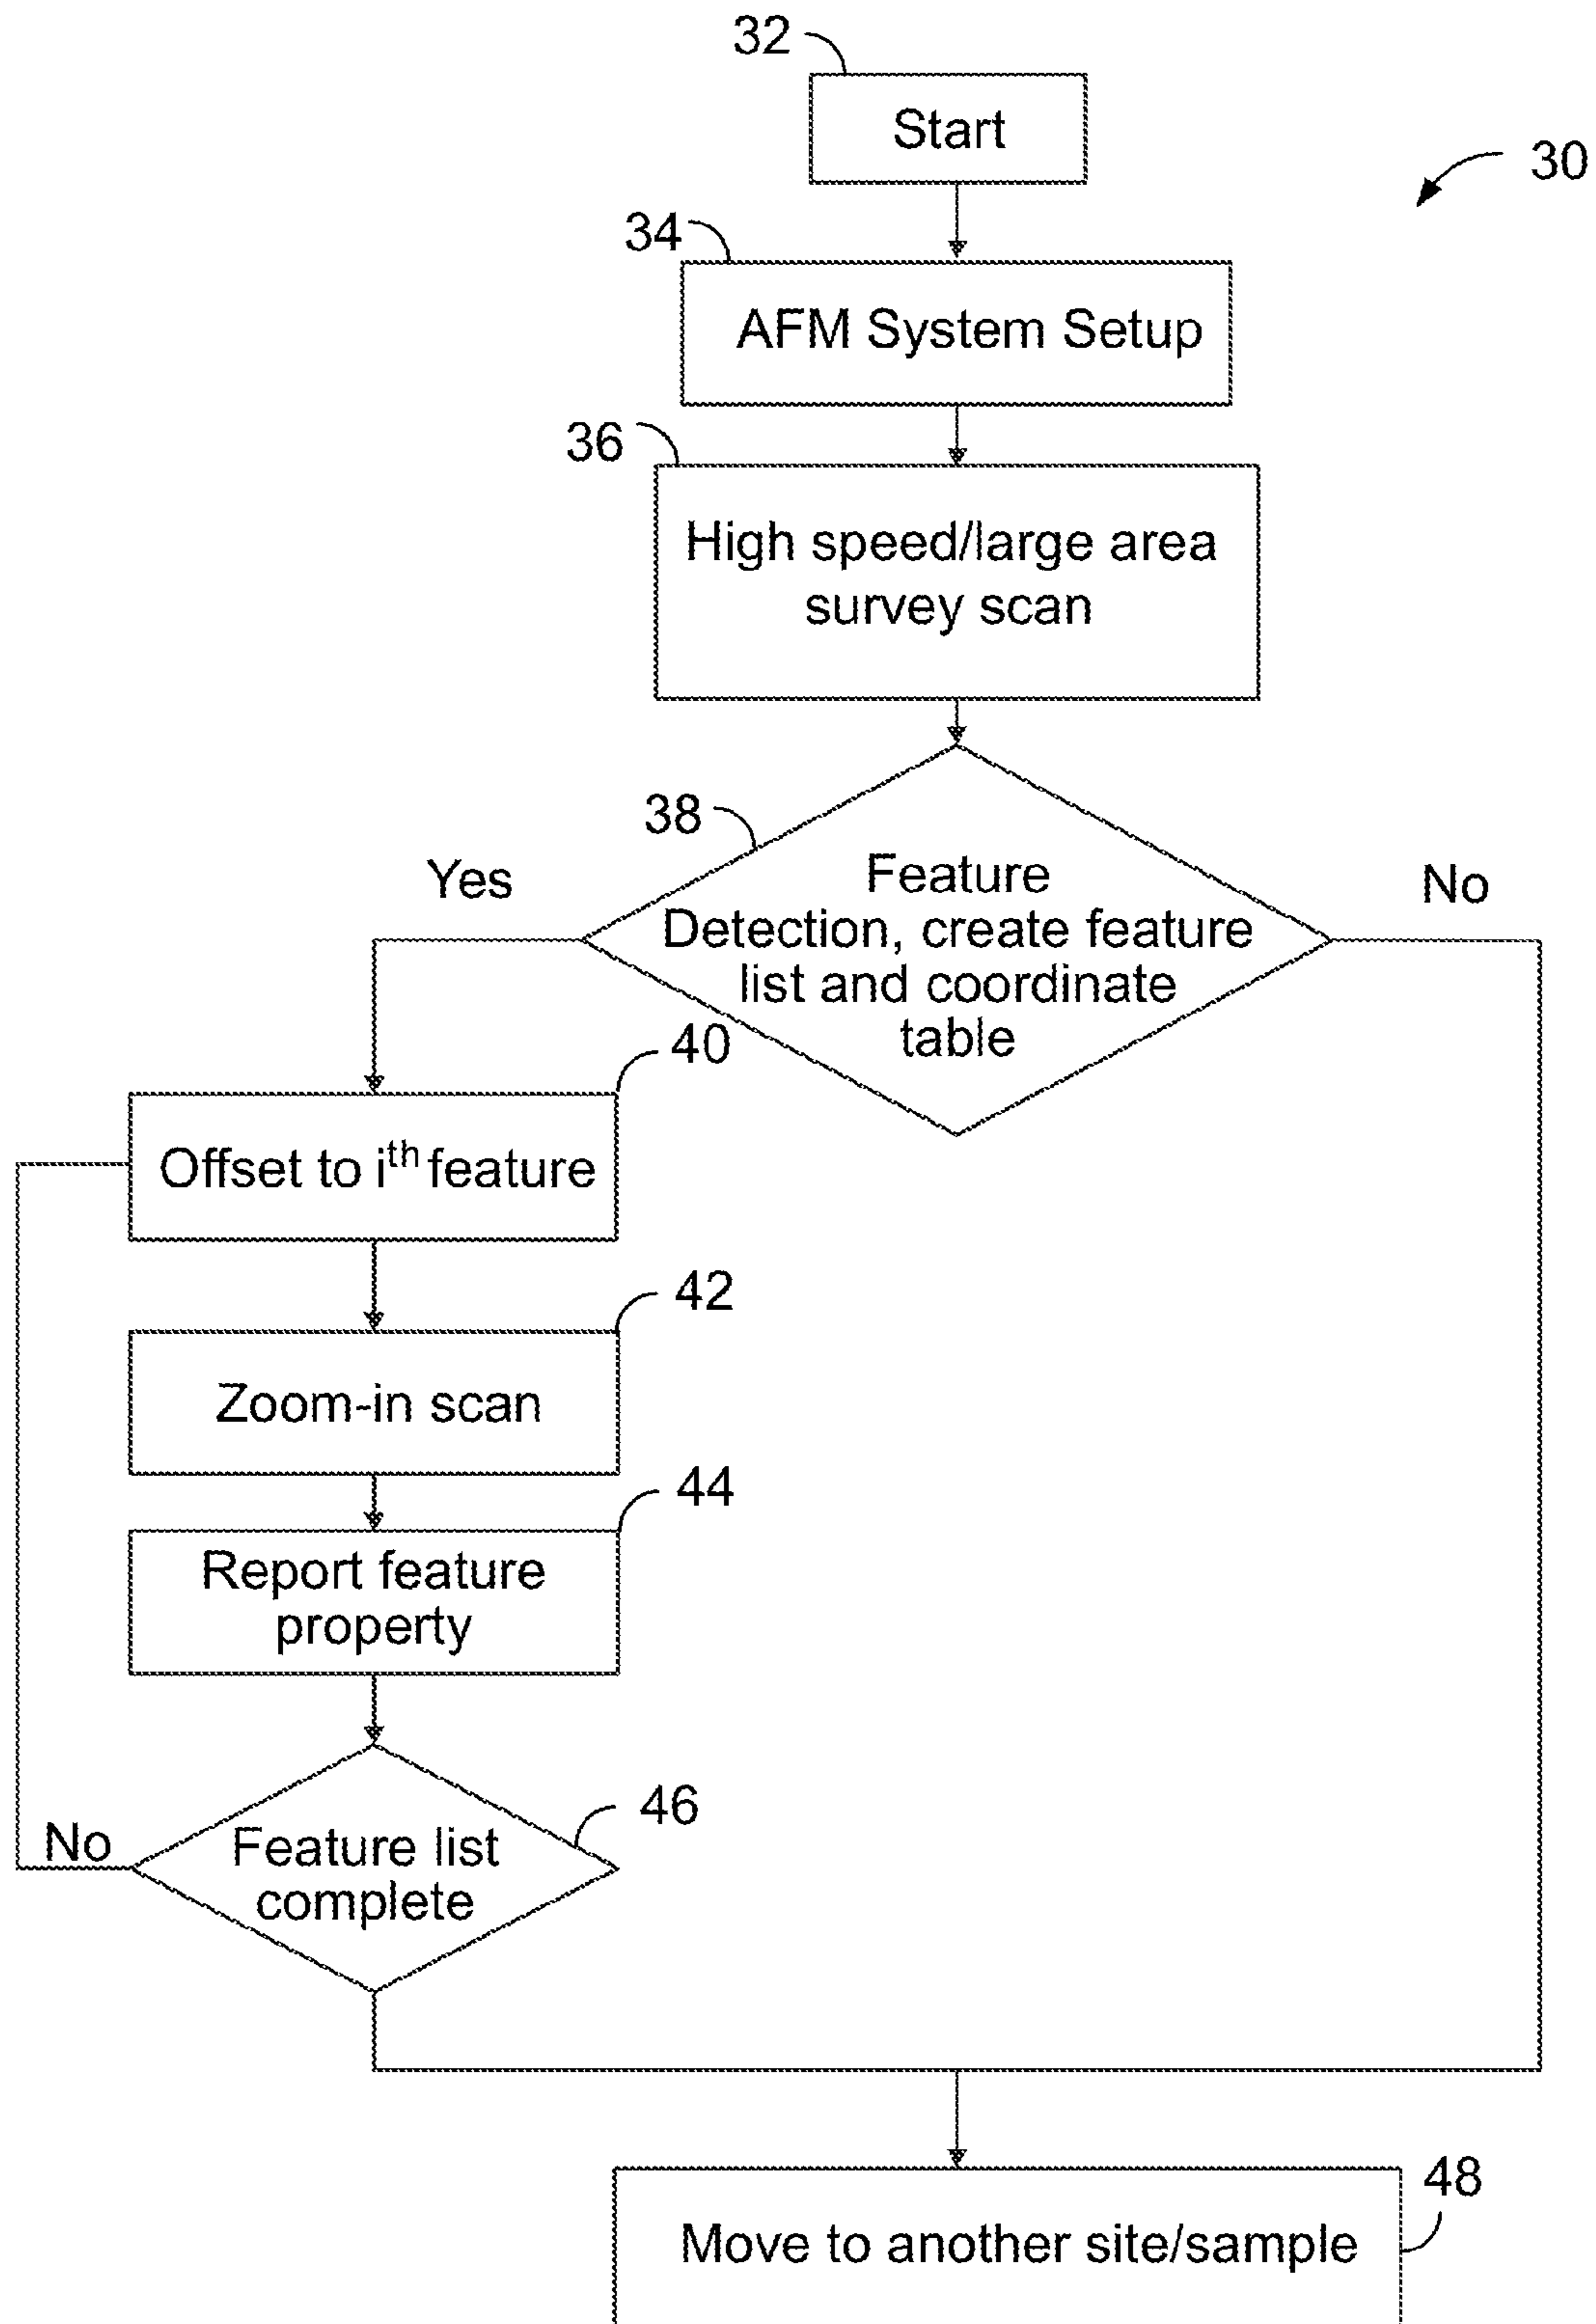 32
Start
30
34
AFM System Setup
36
High speed/large area
survey scan
38
Yes
Feature
Detection, create feature
list and coordinate
table
No
40
Offset to ith feature
42
Zoom-in scan
44
Report feature
property
46
No
Feature list
complete
48
Move to another site/sample